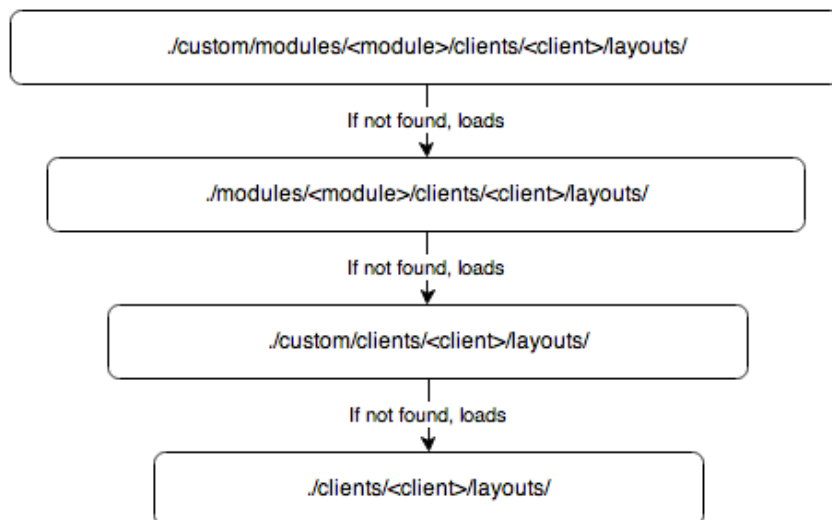 ./custom/modules/<module>/clients/<client>/layouts/
If not found, loads
./modules/<module>/clients/<client>/layouts/
If not found, loads
./custom/clients/<client>/layouts/
If not found, loads
./clients/<client>/layouts/